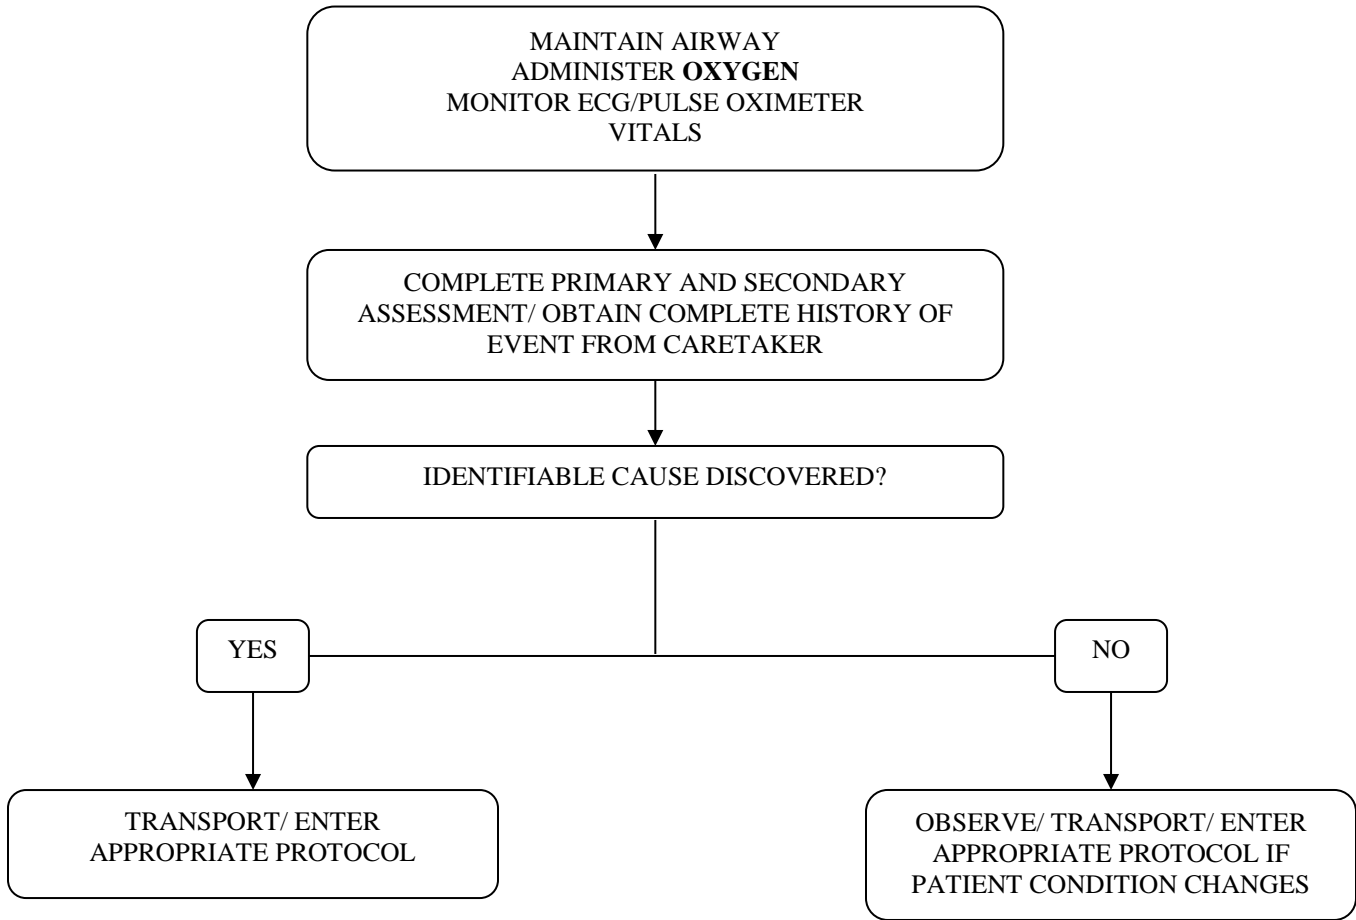 MAINTAIN AIRWAY
ADMINISTER OXYGEN
MONITOR ECG/PULSE OXIMETER
VITALS
COMPLETE PRIMARY AND SECONDARY
ASSESSMENT/ OBTAIN COMPLETE HISTORY OF
EVENT FROM CARETAKER
IDENTIFIABLE CAUSE DISCOVERED?
YES
NO
TRANSPORT/ ENTER
APPROPRIATE PROTOCOL
OBSERVE/ TRANSPORT/ ENTER
APPROPRIATE PROTOCOL IF
PATIENT CONDITION CHANGES